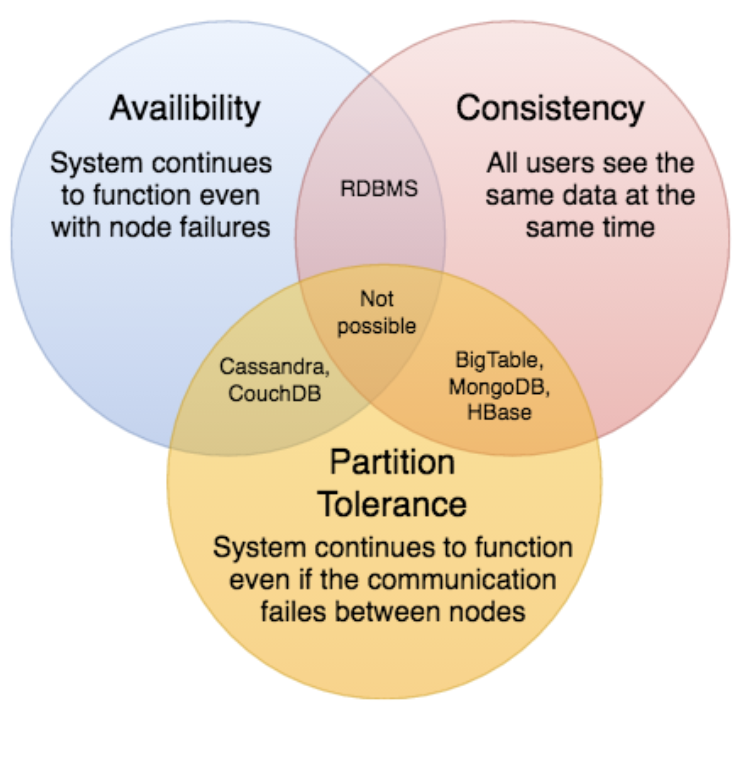 Availibility
System continues
to function even
with node failures
Consistency
All users see the
same data at the
same time
RDBMS
Not
possible
Cassandra,
CouchDB
BigTable,
MongoDB,
HBase
Partition
Tolerance
System continues to function
even if the communication
failes between nodes